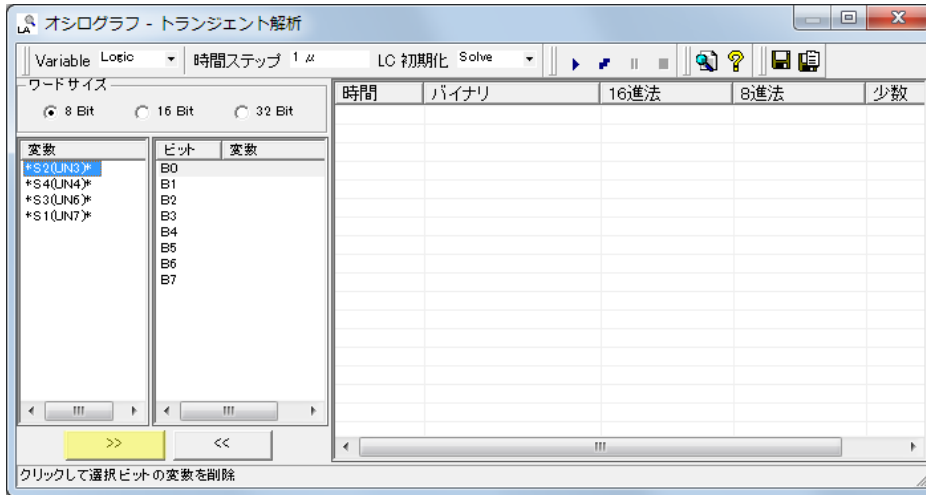 オシログラフ - トランジェント解析
Variable Logic 時間ステップ 1 μ LC 初期化 Solve
ワードサイズ
8 Bit 16 Bit 32 Bit
変数
*S2(UN3)*
*S4(UN4)*
*S3(UN6)*
*S1(UN7)*
ビット 変数
B0
B1
B2
B3
B4
B5
B6
B7
>> <<
時間 バイナリ 16進法 8進法 少数
クリックして選択ビットの変数を削除